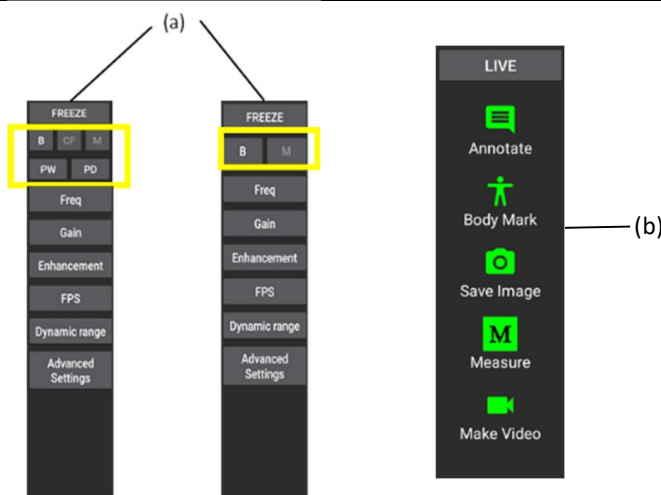 (a)
FREEZE
B CF M
PW PD
Freq
Gain
Enhancement
FPS
Dynamic range
Advanced
Settings
FREEZE
B M
Freq
Gain
Enhancement
FPS
Dynamic range
Advanced
Settings
LIVE
Annotate
Body Mark
(b)
Save Image
M
Measure
Make Video